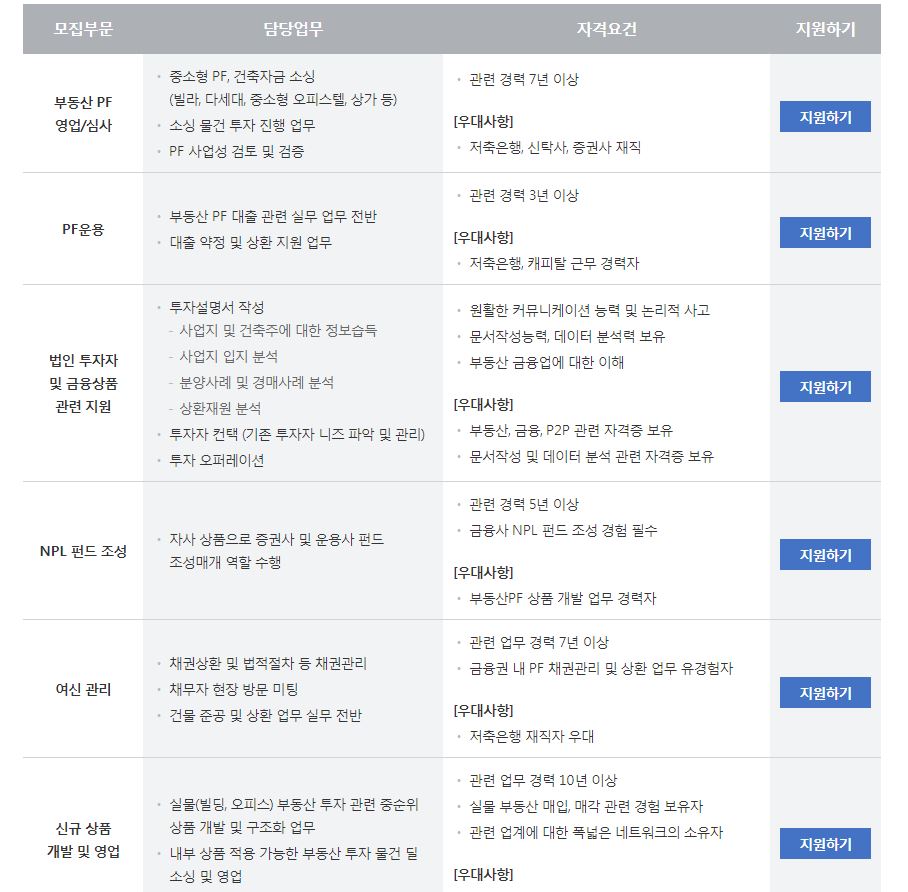 모집부문 담당업무 자격요건 지원하기
부동산 PF
영업/심사
· 중소형 PF, 건축자금 소싱
(빌라, 다세대, 중소형 오피스텔, 상가 등)
· 소싱 물건 투자 진행 업무
· PF 사업성 검토 및 검증
· 관련 경력 7년 이상
[우대사항]
· 저축은행, 신탁사, 증권사 재직
지원하기
PF운용
· 부동산 PF 대출 관련 실무 업무 전반
· 대출 약정 및 상환 지원 업무
· 관련 경력 3년 이상
[우대사항]
· 저축은행, 캐피탈 근무 경력자
지원하기
법인 투자자
및 금융상품
관련 지원
· 투자설명서 작성
- 사업지 및 건축주에 대한 정보습득
- 사업지 입지 분석
- 분양사례 및 경매사례 분석
- 상환재원 분석
· 투자자 컨택 (기존 투자자 니즈 파악 및 관리)
· 투자 오퍼레이션
· 원활한 커뮤니케이션 능력 및 논리적 사고
· 문서작성능력, 데이터 분석력 보유
· 부동산 금융업에 대한 이해
[우대사항]
· 부동산, 금융, P2P 관련 자격증 보유
· 문서작성 및 데이터 분석 관련 자격증 보유
지원하기
NPL 펀드 조성
· 자사 상품으로 증권사 및 운용사 펀드
조성매개 역할 수행
· 관련 경력 5년 이상
· 금융사 NPL 펀드 조성 경험 필수
[우대사항]
· 부동산PF 상품 개발 업무 경력자
지원하기
여신 관리
· 채권상환 및 법적절차 등 채권관리
· 채무자 현장 방문 미팅
· 건물 준공 및 상환 업무 실무 전반
· 관련 업무 경력 7년 이상
· 금융권 내 PF 채권관리 및 상환 업무 유경험자
[우대사항]
· 저축은행 재직자 우대
지원하기
신규 상품
개발 및 영업
· 실물(빌딩, 오피스) 부동산 투자 관련 중순위
상품 개발 및 구조화 업무
· 내부 상품 적용 가능한 부동산 투자 물건 딜
소싱 및 영업
· 관련 업무 경력 10년 이상
· 실물 부동산 매입, 매각 관련 경험 보유자
· 관련 업계에 대한 폭넓은 네트워크의 소유자
[우대사항]
지원하기